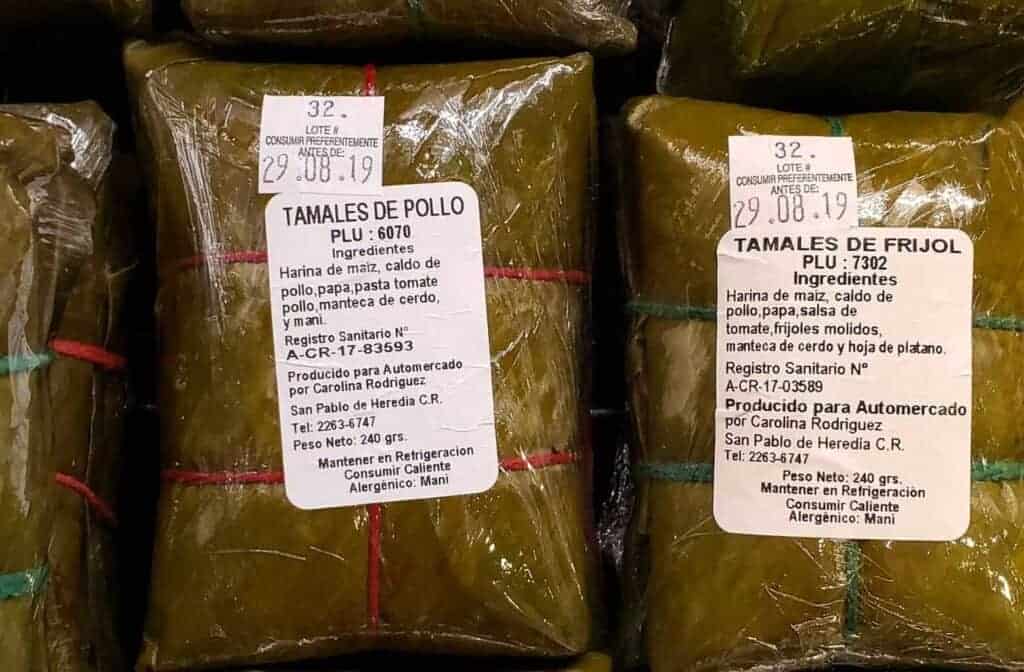 32.
LOTE #
CONSUMIR PREFERENTEMENTE
ANTES DE:
29.08.19
TAMALES DE POLLO
PLU : 6070
Ingredientes
Harina de maiz, caldo de
pollo,papa,pasta tomate
pollo,manteca de cerdo,
y mani.
Registro Sanitario N°
A-CR-17-83593
Producido para Automercado
por Carolina Rodriguez
San Pablo de Heredia C.R.
Tel: 2263-6747
Peso Neto: 240 grs.
Mantener en Refrigeracion
Consumir Caliente
Alergènico: Mani
32.
LOTE #
CONSUMIR PREFERENTEMENTE
ANTES DE:
29.08.19
TAMALES DE FRIJOL
PLU : 7302
Ingredientes
Harina de maiz, caldo de
pollo,papa,salsa de
tomate,frijoles molidos,
manteca de cerdo y hoja de platano.
Registro Sanitario Nº
A-CR-17-03589
Producido para Automercado
por Carolina Rodriguez
San Pablo de Heredia C.R.
Tel: 2263-6747
Peso Neto: 240 grs.
Mantener en Refrigeraciòn
Consumir Caliente
Alergènico: Mani